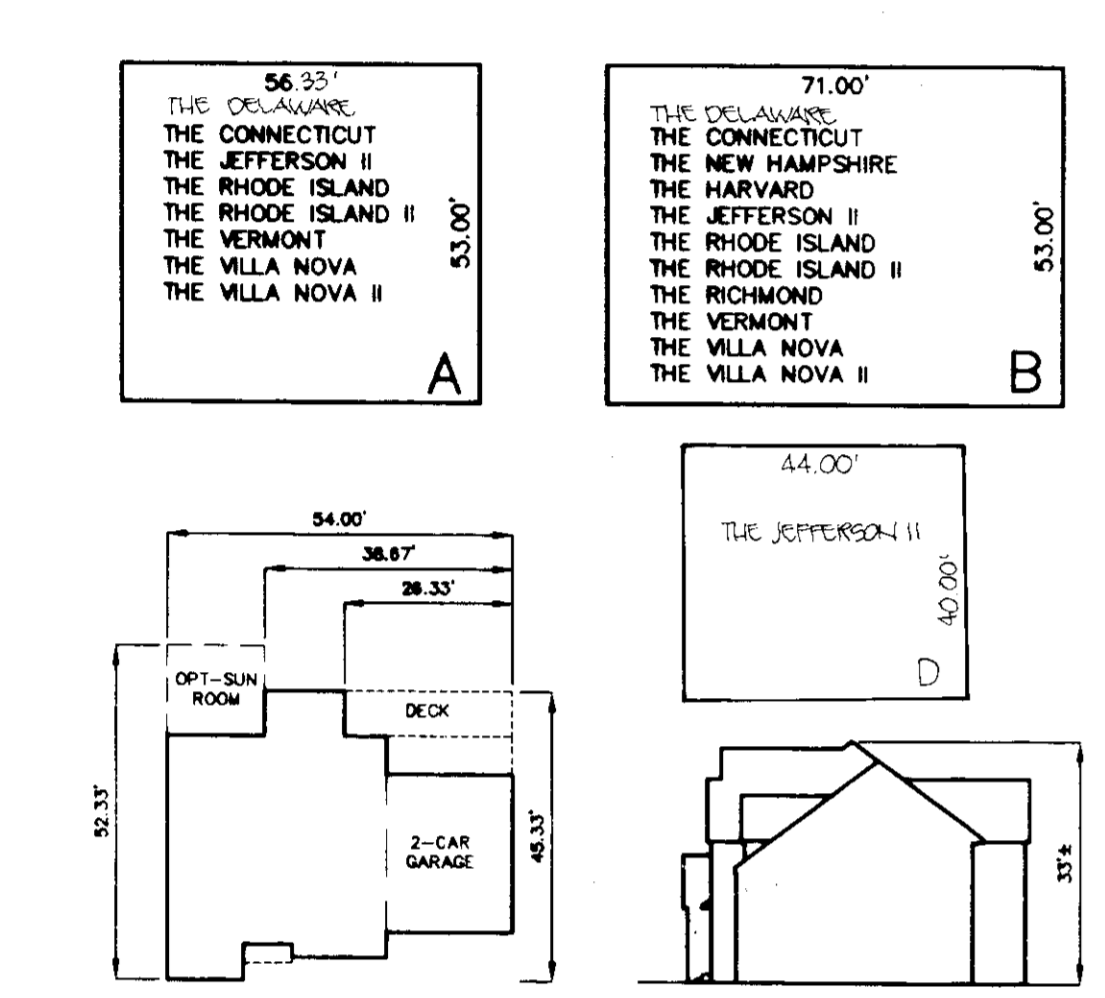 56.33'
THE DELAWARE
THE CONNECTICUT
THE JEFFERSON II
THE RHODE ISLAND
THE RHODE ISLAND II
THE VERMONT
THE VILLA NOVA
THE VILLA NOVA II
53.00'
A
71.00'
THE DELAWARE
THE CONNECTICUT
THE NEW HAMPSHIRE
THE HARVARD
THE JEFFERSON II
THE RHODE ISLAND
THE RHODE ISLAND II
THE RICHMOND
THE VERMONT
THE VILLA NOVA
THE VILLA NOVA II
53.00'
B
44.00'
THE JEFFERSON II
40.00'
D
54.00'
38.67'
26.33'
OPT-SUN
ROOM
DECK
52.33'
2-CAR
GARAGE
45.33'
33'±